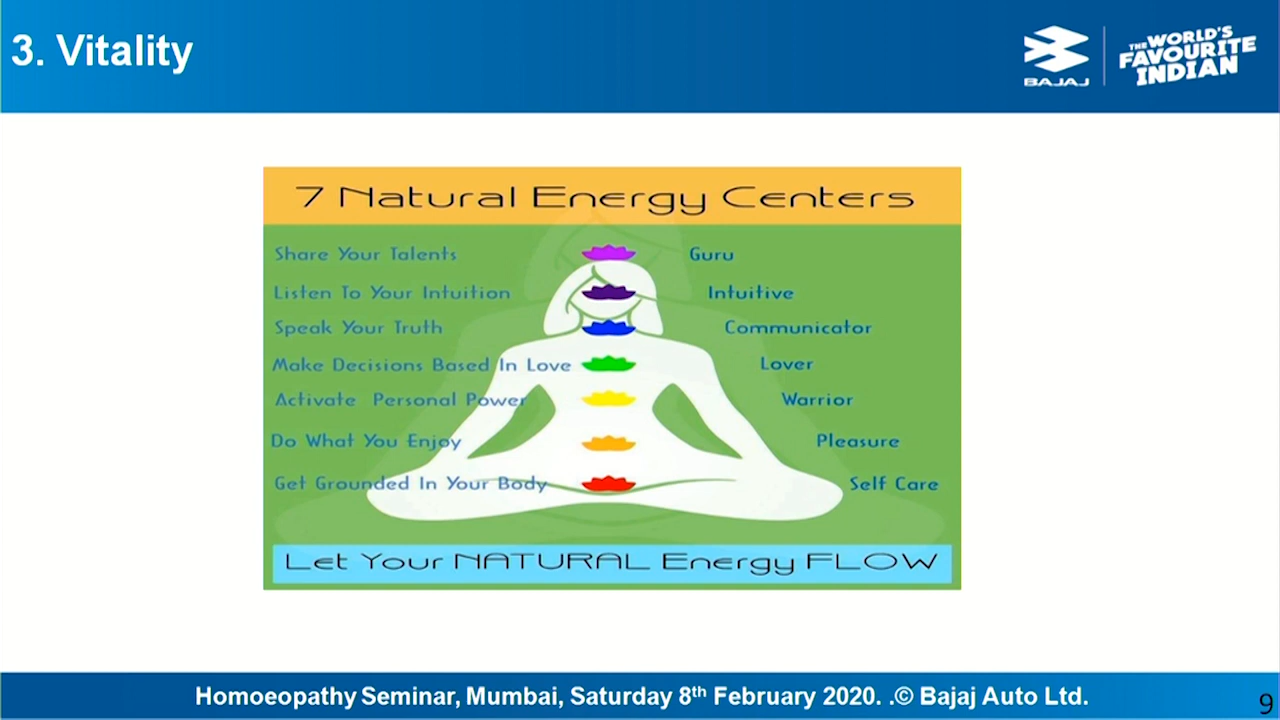 3. Vitality
BAJAJ
THE WORLD'S
FAVOURITE
INDIAN
7 Natural Energy Centers
Share Your Talents Guru
Listen To Your Intuition Intuitive
Speak Your Truth Communicator
Make Decisions Based In Love Lover
Activate Personal Power Warrior
Do What You Enjoy Pleasure
Get Grounded In Your Body Self Care
Let Your NATURAL Energy FLOW
Homoeopathy Seminar, Mumbai, Saturday 8th February 2020. .© Bajaj Auto Ltd.
9